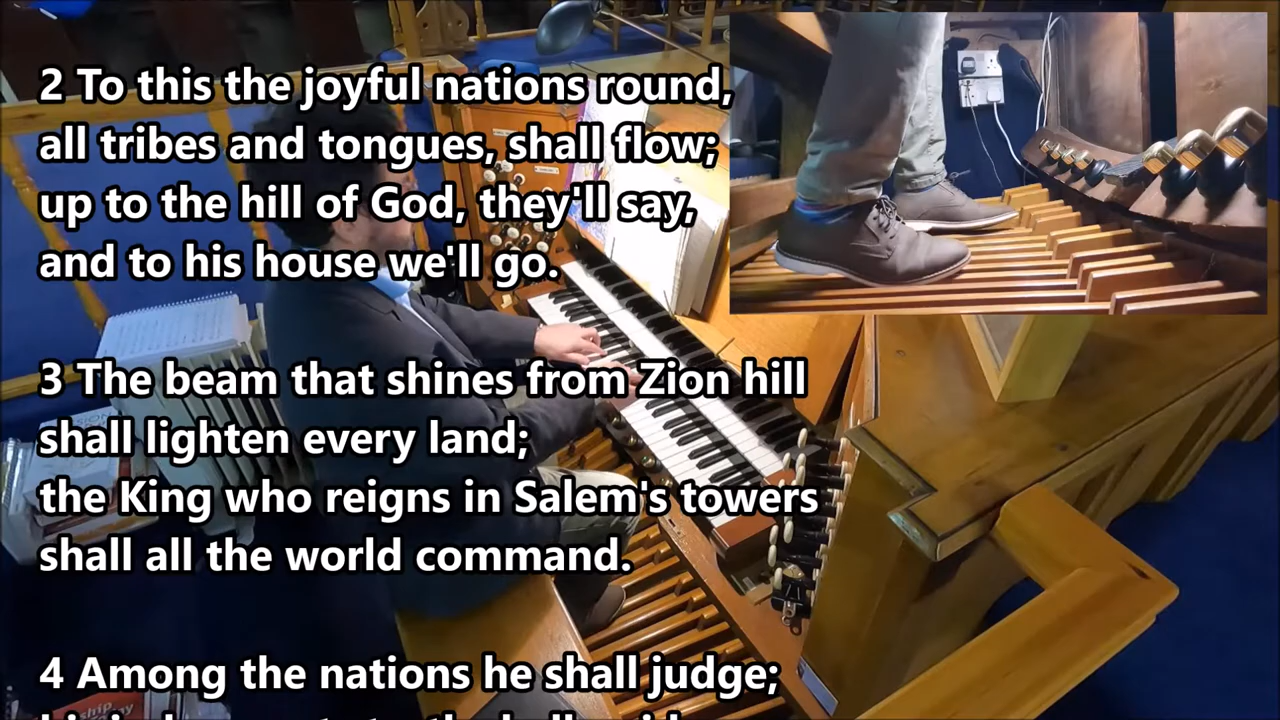 2 To this the joyful nations round,
all tribes and tongues, shall flow;
up to the hill of God, they'll say,
and to his house we'll go.
3 The beam that shines from Zion hill
shall lighten every land;
the King who reigns in Salem's towers
shall all the world command.
4 Among the nations he shall judge;